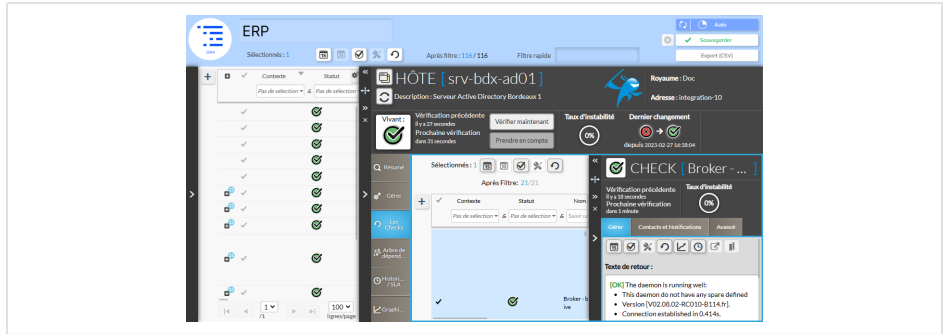 ERP
Liste
Sélectionnés : 1
Après filtre : 116 / 116
Filtre rapide
Auto
Sauvegarder
Export (CSV)
Contexte
Statut
Pas de sélection
& Pas de sélection
1
/1
100
lignes/page
HÔTE [ srv-bdx-ad01 ]
Description : Serveur Active Directory Bordeaux 1
Royaume : Doc
Adresse : integration-10
Vivant :
Vérification précédente
Il y a 27 secondes
Prochaine vérification
dans 31 secondes
Vérifier maintenant
Prendre en compte
Taux d'instabilité
0%
Dernier changement
depuis 2023-02-27 16:38:04
Résumé
Gérer
Les
Checks
Arbre de
dépend...
Histori...
/ SLA
Graphi...
Sélectionnés : 1
Après Filtre: 21/21
Contexte
Statut
Nom
Pas de sélection
& Pas de sélection
& Saisir u
Broker - b
ive
CHECK [ Broker - ... ]
Vérification précédente
Il y a 18 secondes
Prochaine vérification
dans 1 minute
Taux d'instabilité
0%
Gérer
Contacts et Notifications
Avancé
Texte de retour :
[OK] The daemon is running well:
• This daemon do not have any spare defined
• Version [V02.08.02-RC010-B114.fr].
• Connection established in 0.414s.